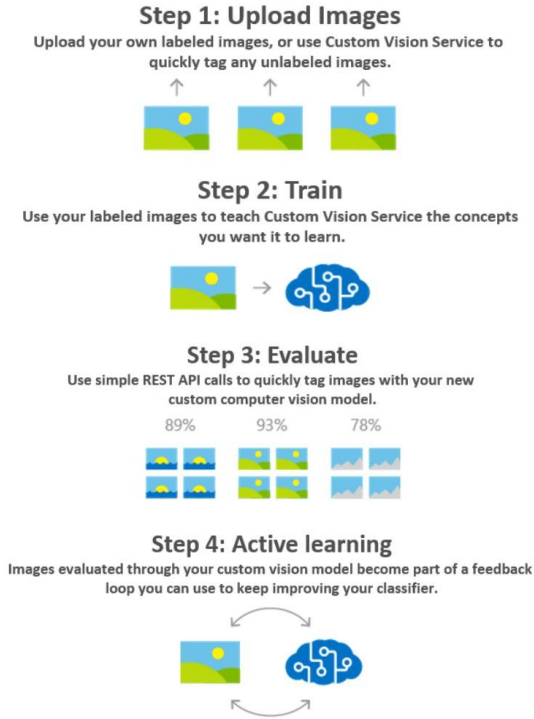 Step 1: Upload Images
Upload your own labeled images, or use Custom Vision Service to
quickly tag any unlabeled images.
Step 2: Train
Use your labeled images to teach Custom Vision Service the concepts
you want it to learn.
Step 3: Evaluate
Use simple REST API calls to quickly tag images with your new
custom computer vision model.
89% 93% 78%
Step 4: Active learning
Images evaluated through your custom vision model become part of a feedback
loop you can use to keep improving your classifier.